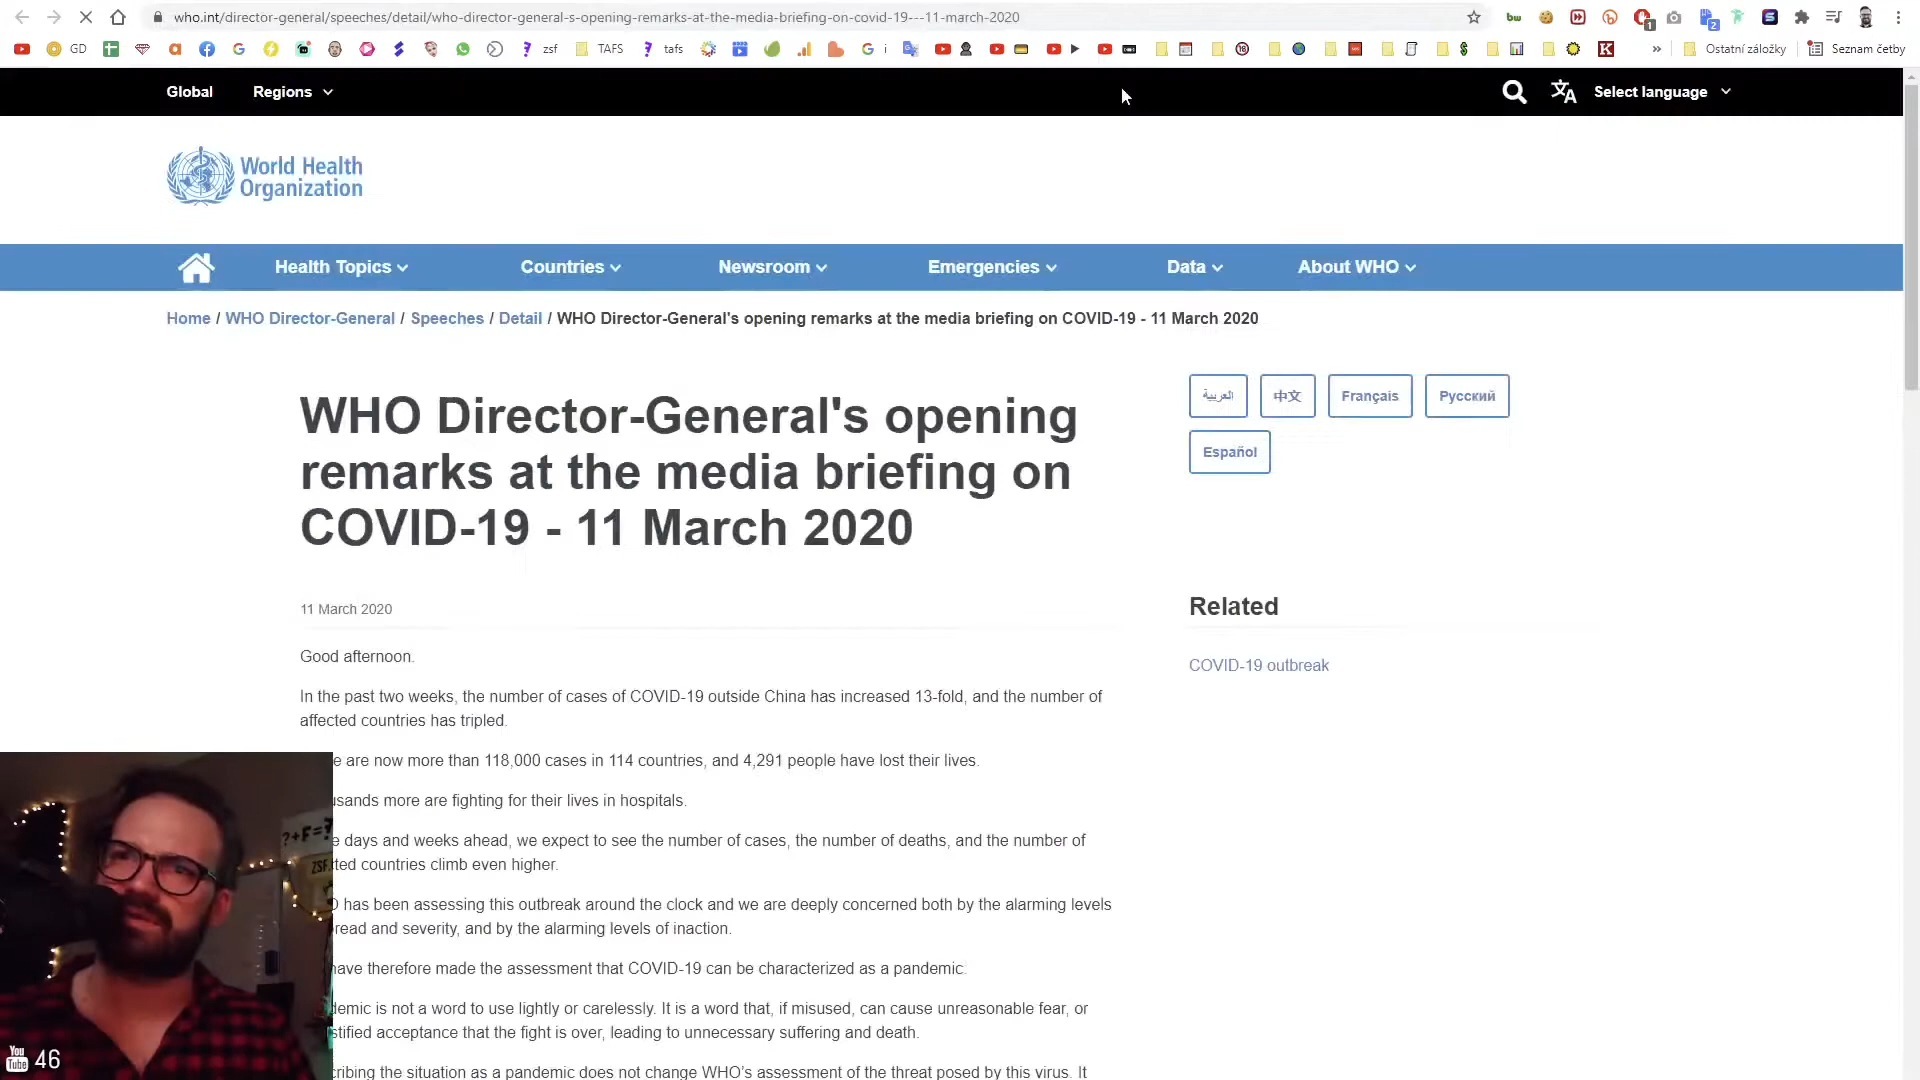 who.int/director-general/speeches/detail/who-director-general-s-opening-remarks-at-the-media-briefing-on-covid-19---11-march-2020
GD
zsf
TAFS
tafs
i
Ostatní záložky
Seznam četby
Global
Regions
Select language
World Health
Organization
Health Topics
Countries
Newsroom
Emergencies
Data
About WHO
Home / WHO Director-General / Speeches / Detail / WHO Director-General's opening remarks at the media briefing on COVID-19 - 11 March 2020
WHO Director-General's opening
remarks at the media briefing on
COVID-19 - 11 March 2020
العربية
中文
Français
Русский
Español
11 March 2020
Related
COVID-19 outbreak
Good afternoon.
In the past two weeks, the number of cases of COVID-19 outside China has increased 13-fold, and the number of
affected countries has tripled.
e are now more than 118,000 cases in 114 countries, and 4,291 people have lost their lives.
usands more are fighting for their lives in hospitals.
e days and weeks ahead, we expect to see the number of cases, the number of deaths, and the number of
ted countries climb even higher.
O has been assessing this outbreak around the clock and we are deeply concerned both by the alarming levels
read and severity, and by the alarming levels of inaction.
have therefore made the assessment that COVID-19 can be characterized as a pandemic.
demic is not a word to use lightly or carelessly. It is a word that, if misused, can cause unreasonable fear, or
stified acceptance that the fight is over, leading to unnecessary suffering and death.
cribing the situation as a pandemic does not change WHO's assessment of the threat posed by this virus. It
?+F=?
ZSF
You
Tube
46